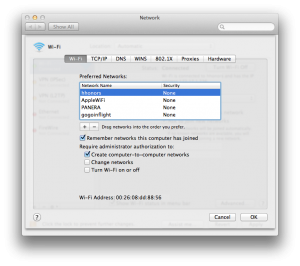 Network
Show All
Wi-Fi
Wi-Fi TCP/IP DNS WINS 802.1X Proxies Hardware
Preferred Networks:
Network Name Security
hhonors None
AppleWiFi None
PANERA None
gogoinflight None
+ − Drag networks into the order you prefer.
Remember networks this computer has joined
Require administrator authorization to:
Create computer-to-computer networks
Change networks
Turn Wi-Fi on or off
Wi-Fi Address: 00:26:08:dd:88:56
? Cancel OK